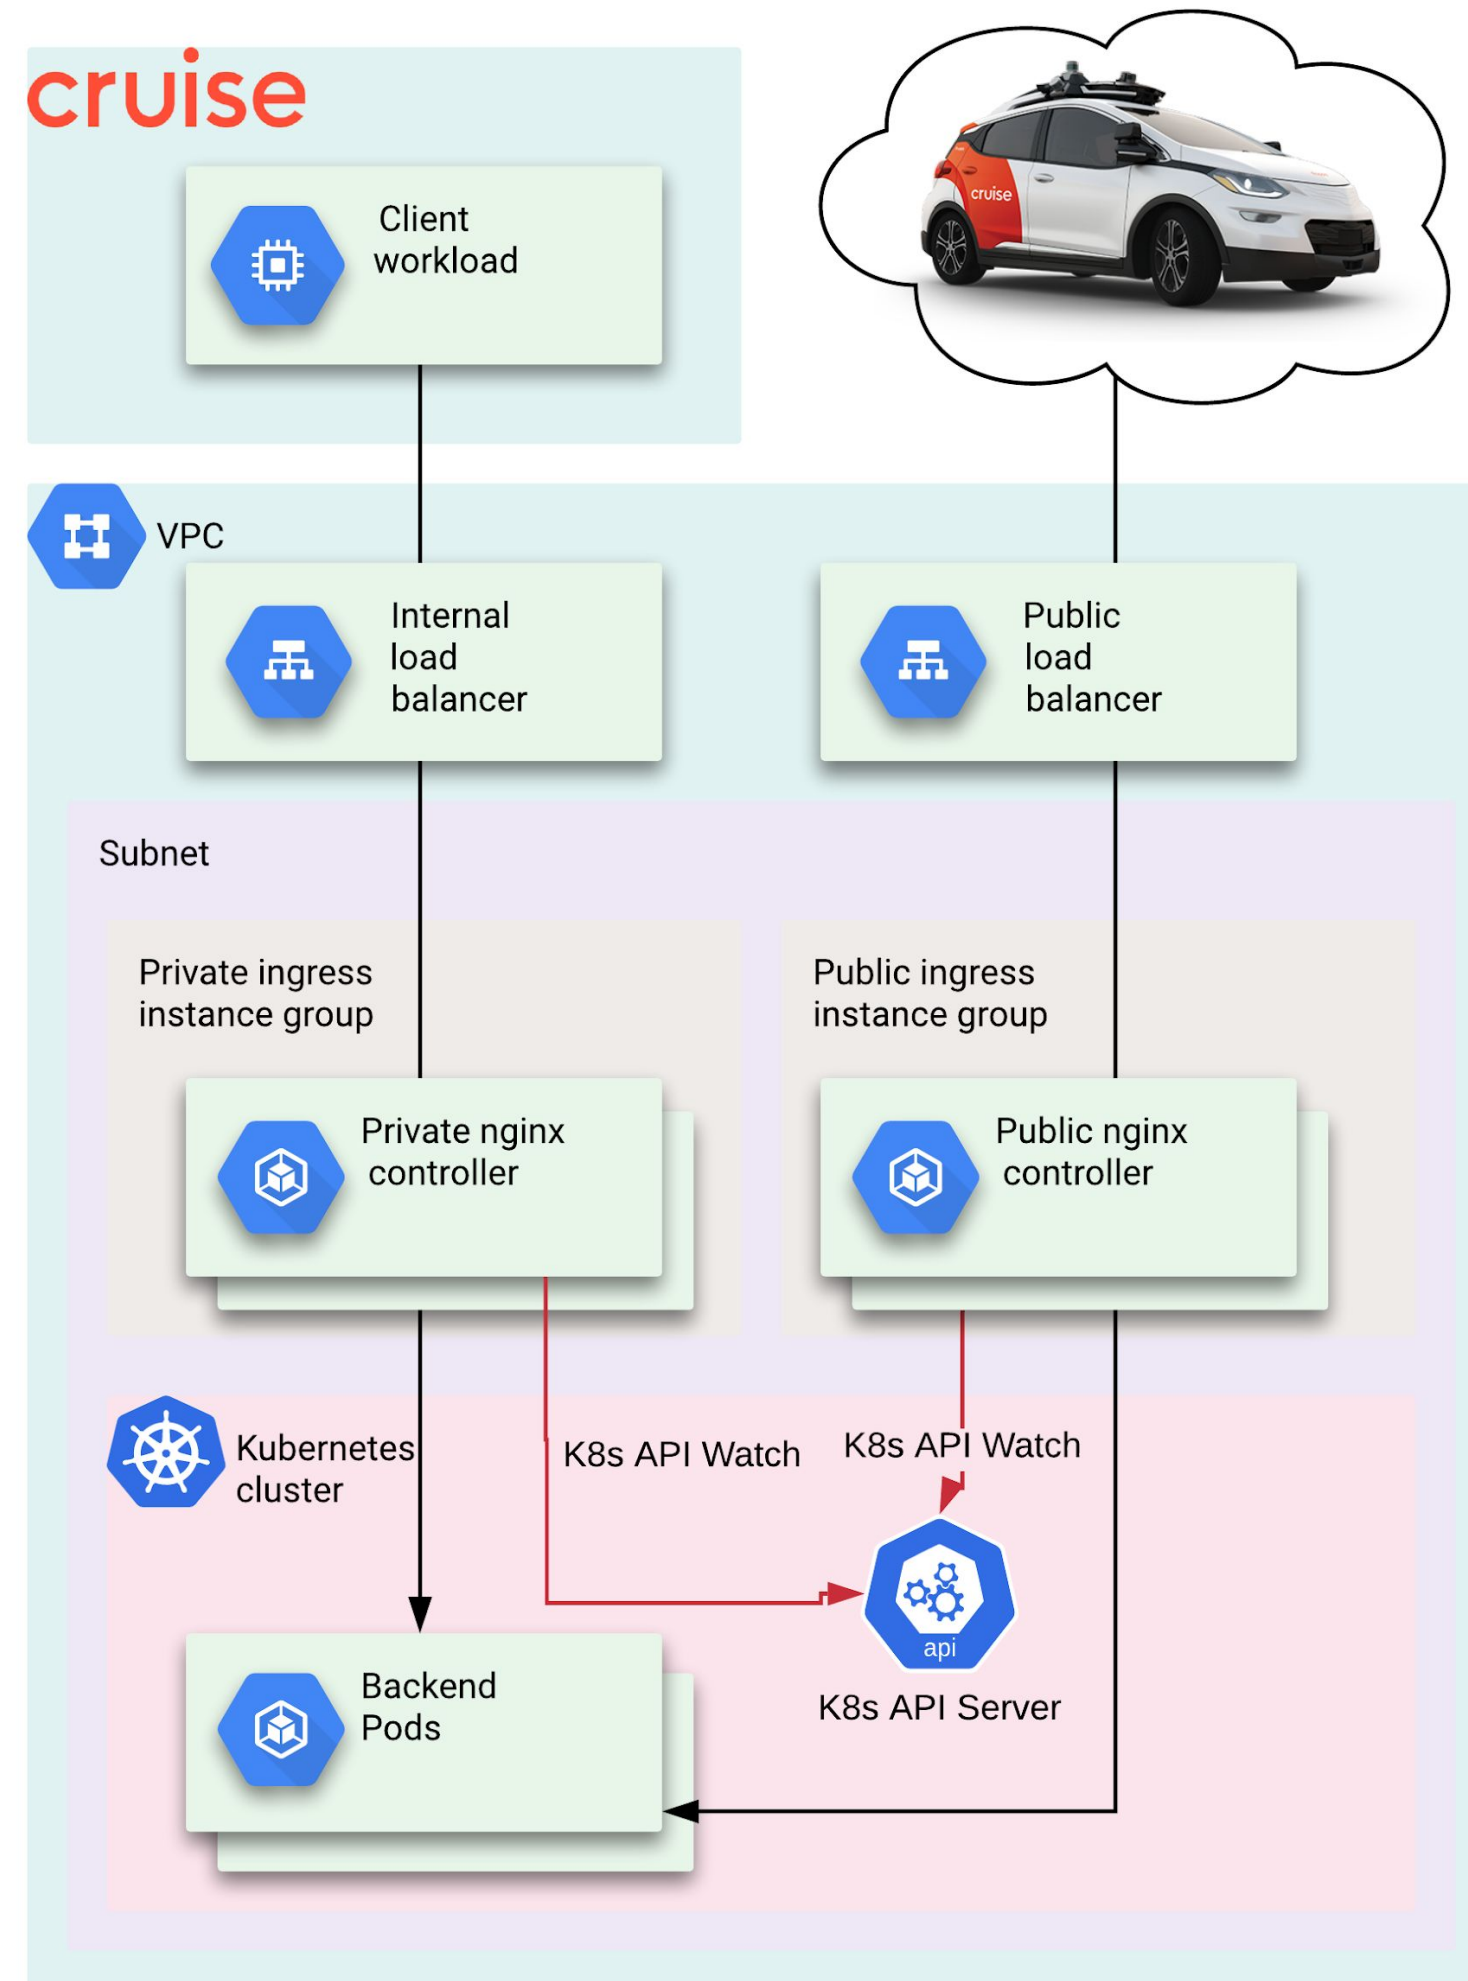 cruise
Client
workload
cruise
VPC
Internal
load
balancer
Public
load
balancer
Subnet
Private ingress
instance group
Public ingress
instance group
Private nginx
controller
Public nginx
controller
Kubernetes
cluster
K8s API Watch
K8s API Watch
api
K8s API Server
Backend
Pods